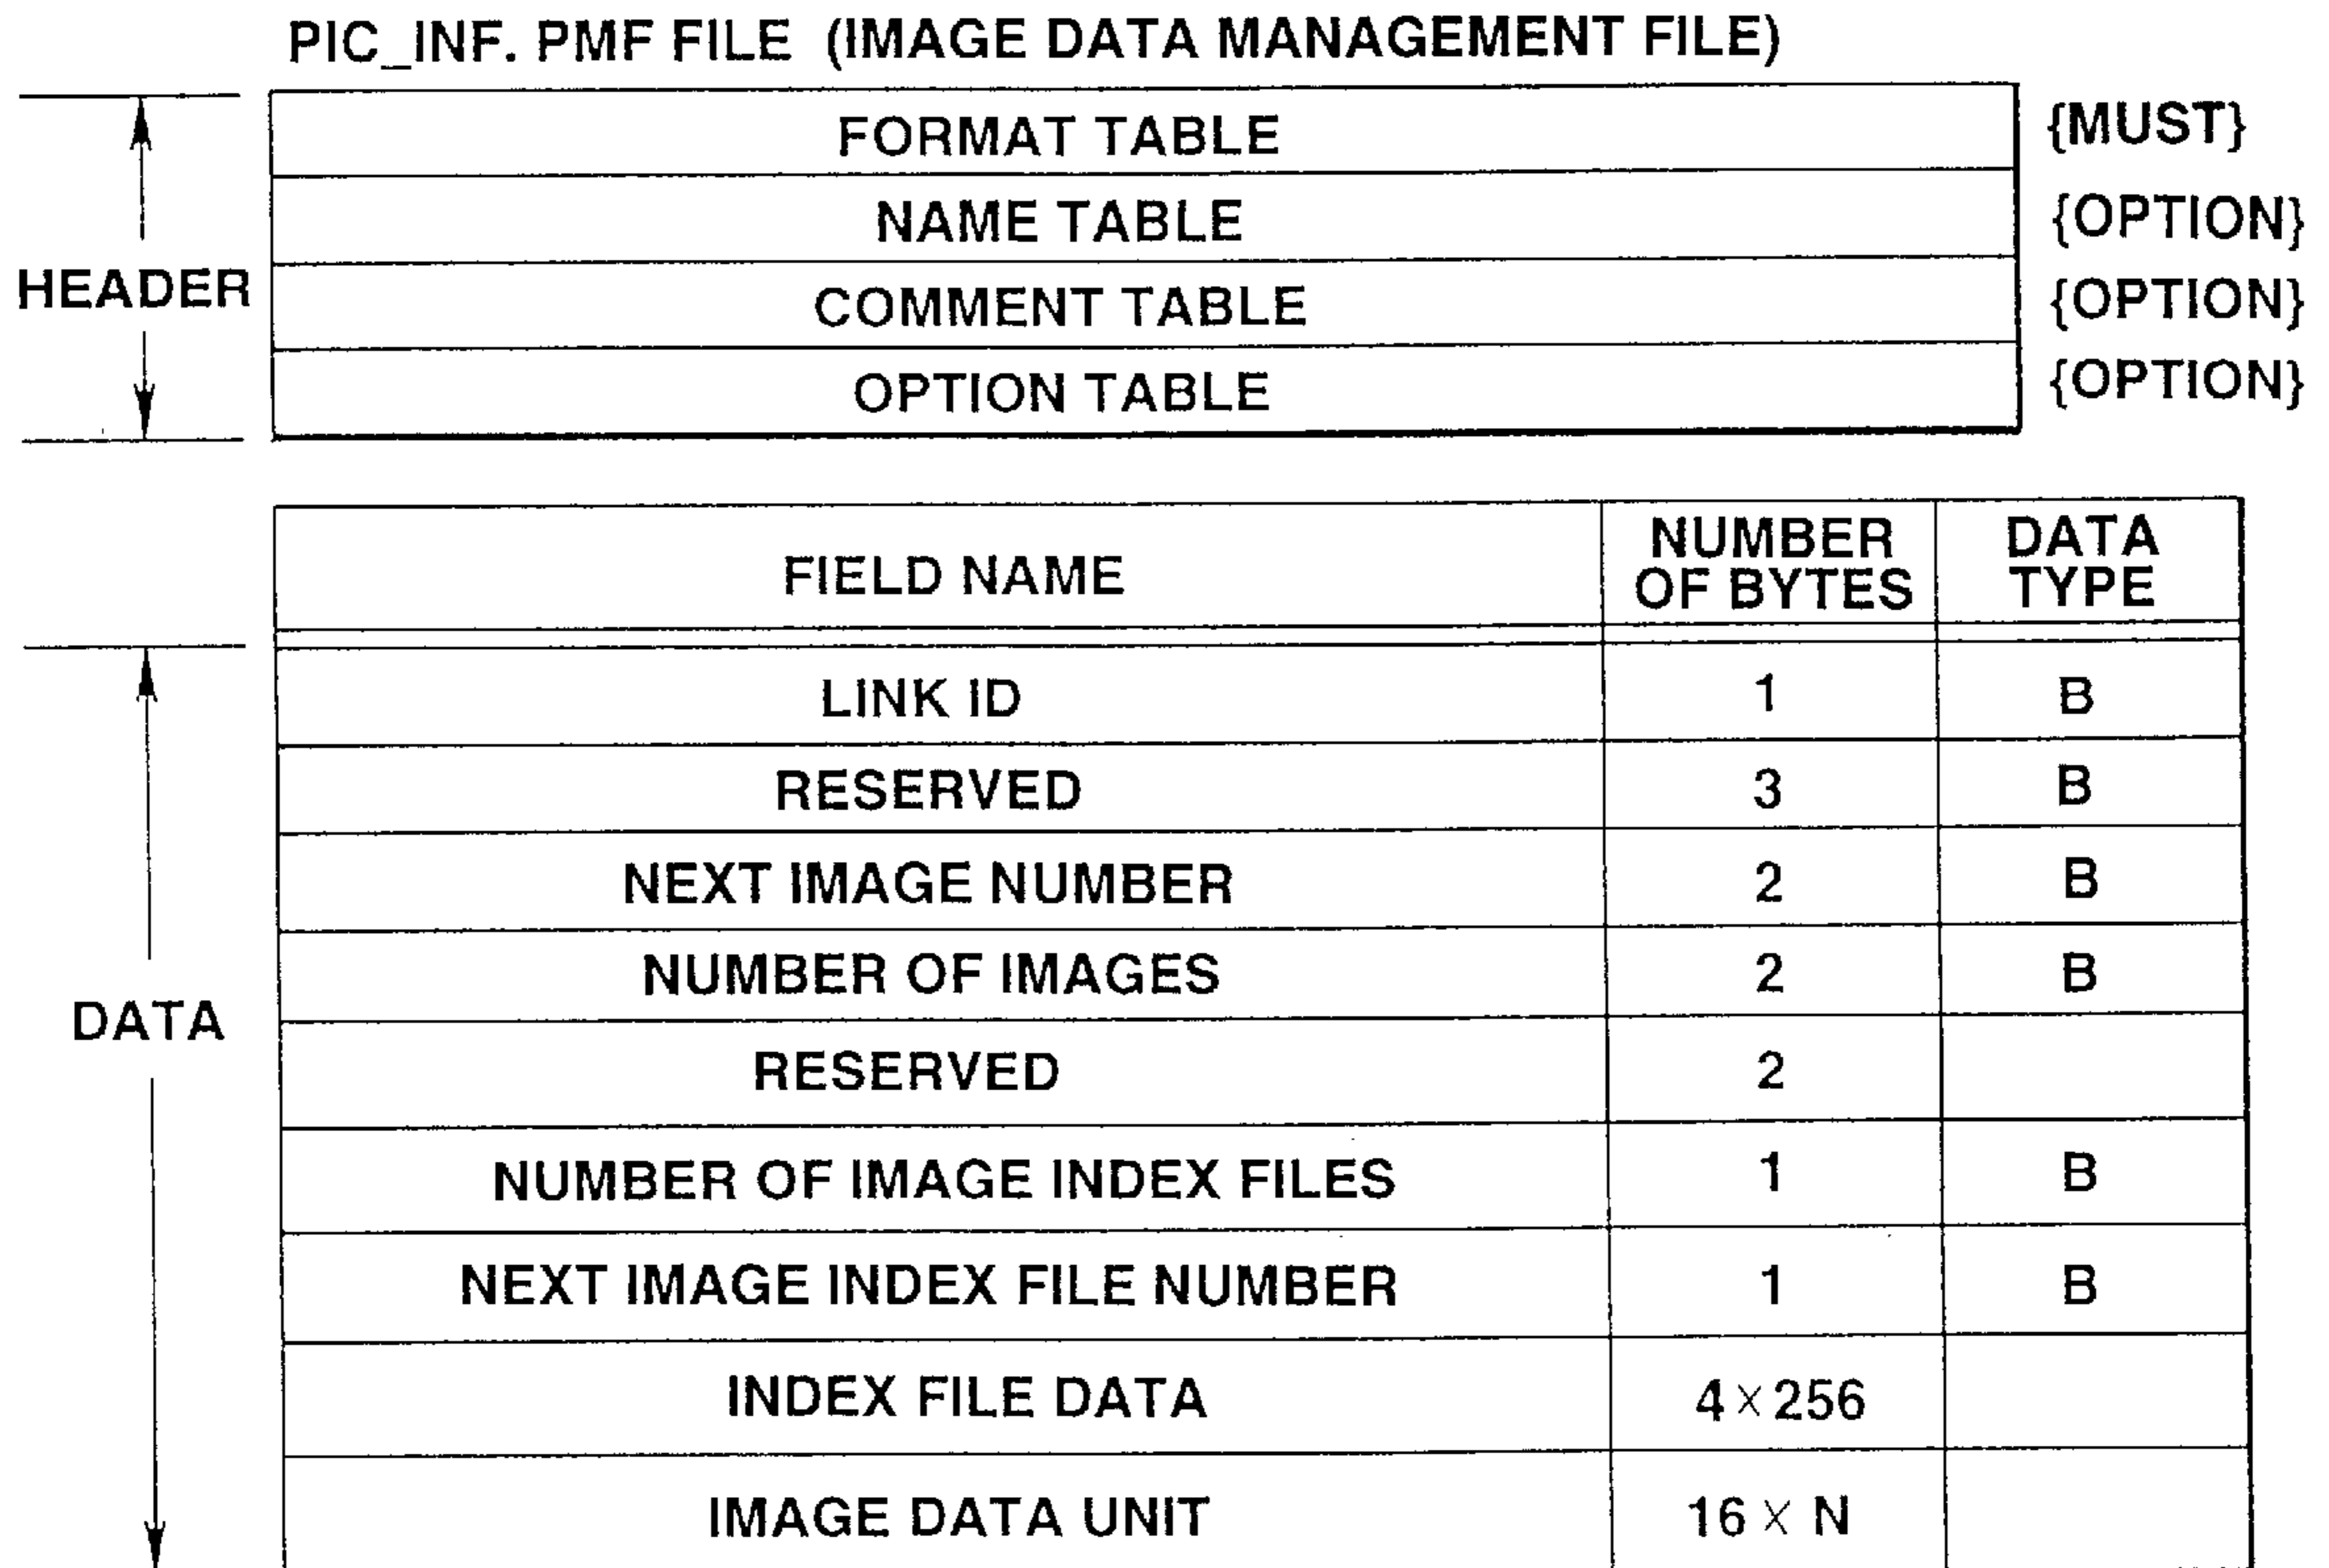 PIC_INF. PMF FILE (IMAGE DATA MANAGEMENT FILE)
FORMAT TABLE {MUST}
NAME TABLE {OPTION}
HEADER
COMMENT TABLE {OPTION}
OPTION TABLE {OPTION}
FIELD NAME
NUMBER
OF BYTES
DATA
TYPE
LINK ID 1 B
RESERVED 3 B
NEXT IMAGE NUMBER 2 B
NUMBER OF IMAGES 2 B
DATA
RESERVED 2
NUMBER OF IMAGE INDEX FILES 1 B
NEXT IMAGE INDEX FILE NUMBER 1 B
INDEX FILE DATA 4×256
IMAGE DATA UNIT 16 × N